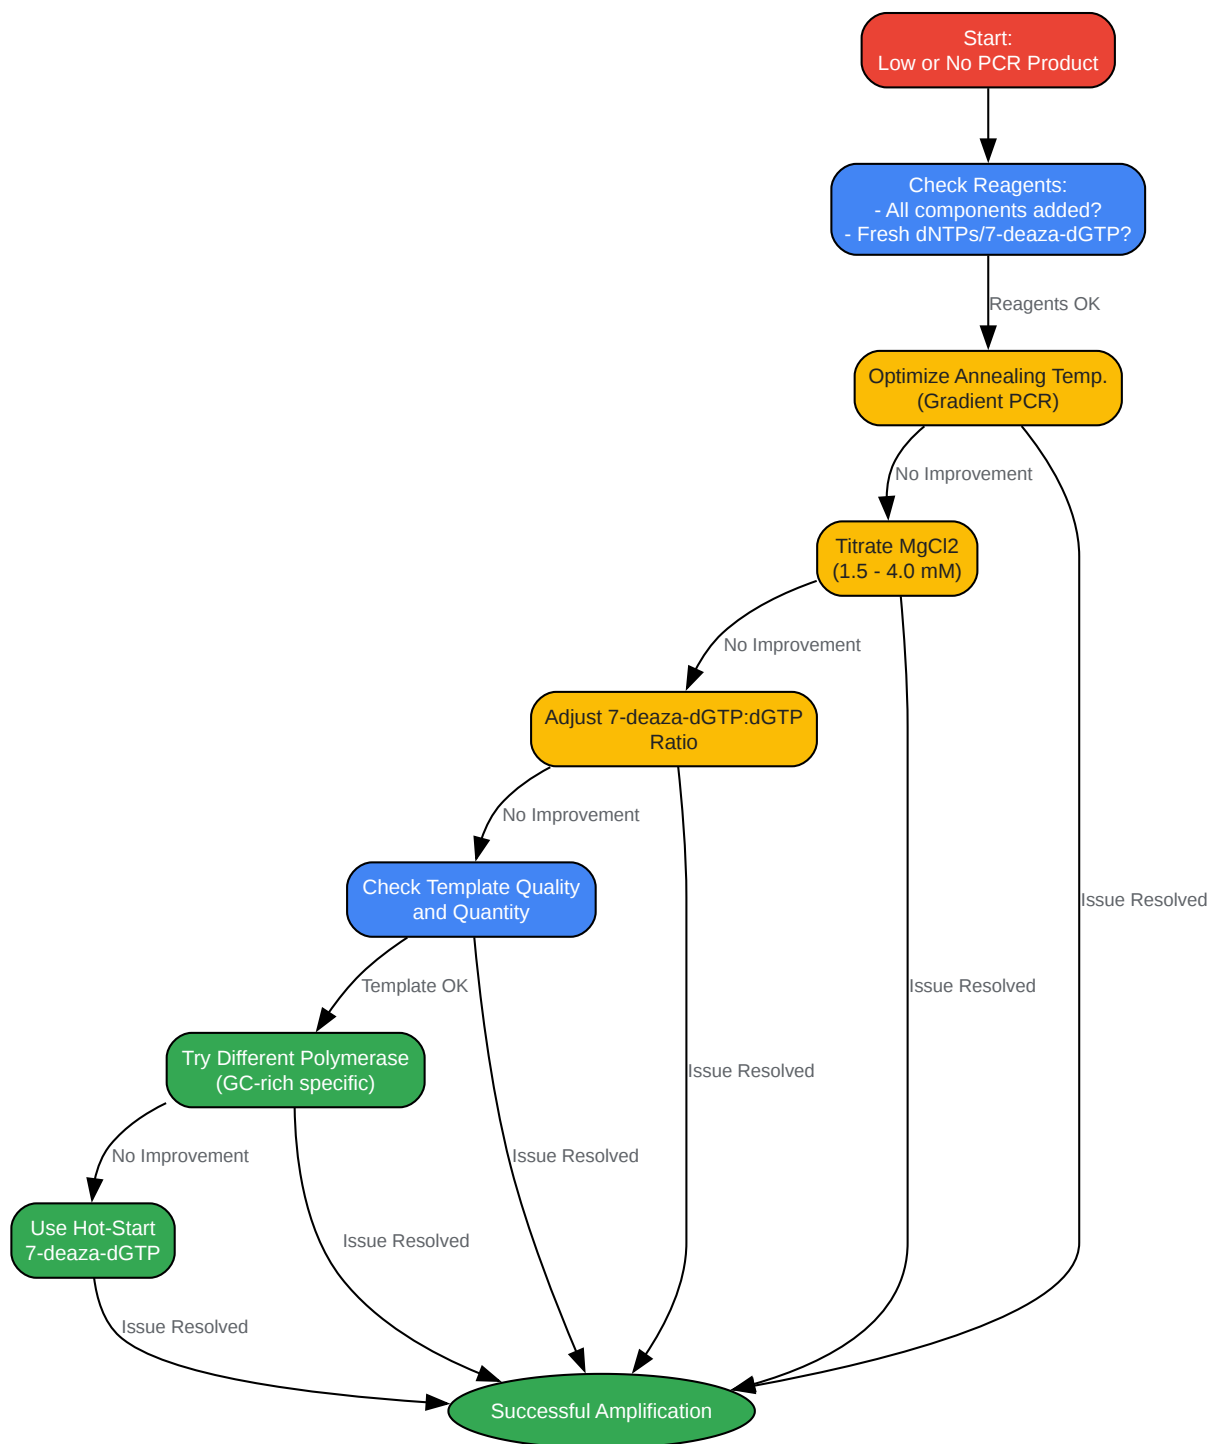 Start:
Low or No PCR Product
Check Reagents:
- All components added?
- Fresh dNTPs/7-deaza-dGTP?
Reagents OK
Optimize Annealing Temp.
(Gradient PCR)
No Improvement
Titrate MgCl2
(1.5 - 4.0 mM)
No Improvement
Adjust 7-deaza-dGTP:dGTP
Ratio
No Improvement
Check Template Quality
and Quantity
Issue Resolved
Template OK
Issue Resolved
Try Different Polymerase
(GC-rich specific)
Issue Resolved
No Improvement
Issue Resolved
Use Hot-Start
7-deaza-dGTP
Issue Resolved
Issue Resolved
Successful Amplification